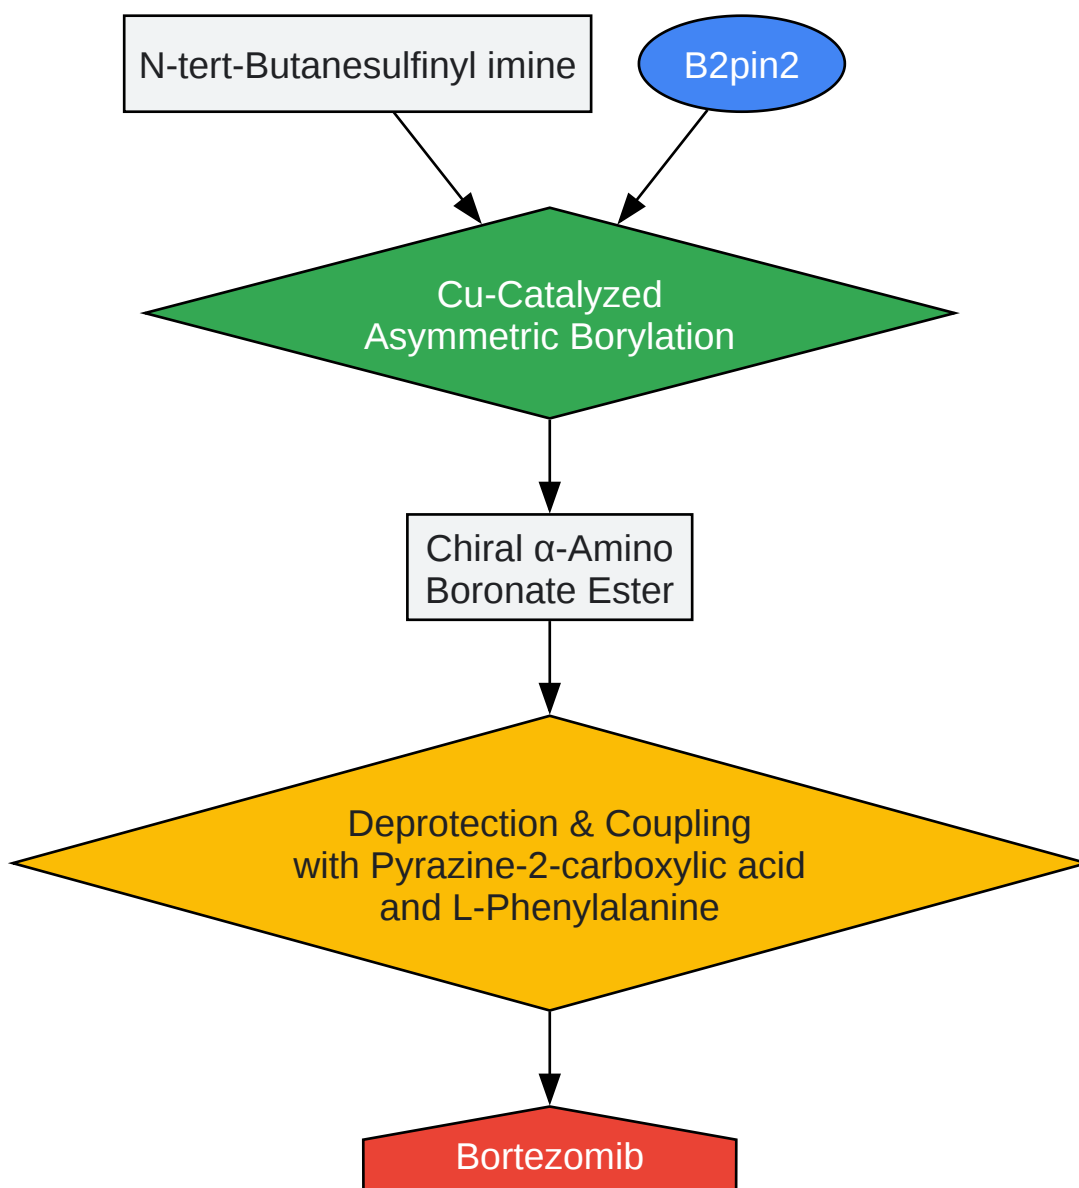 N-tert-Butanesulfinyl imine
B2pin2
Cu-Catalyzed
Asymmetric Borylation
Chiral α-Amino
Boronate Ester
Deprotection & Coupling
with Pyrazine-2-carboxylic acid
and L-Phenylalanine
Bortezomib